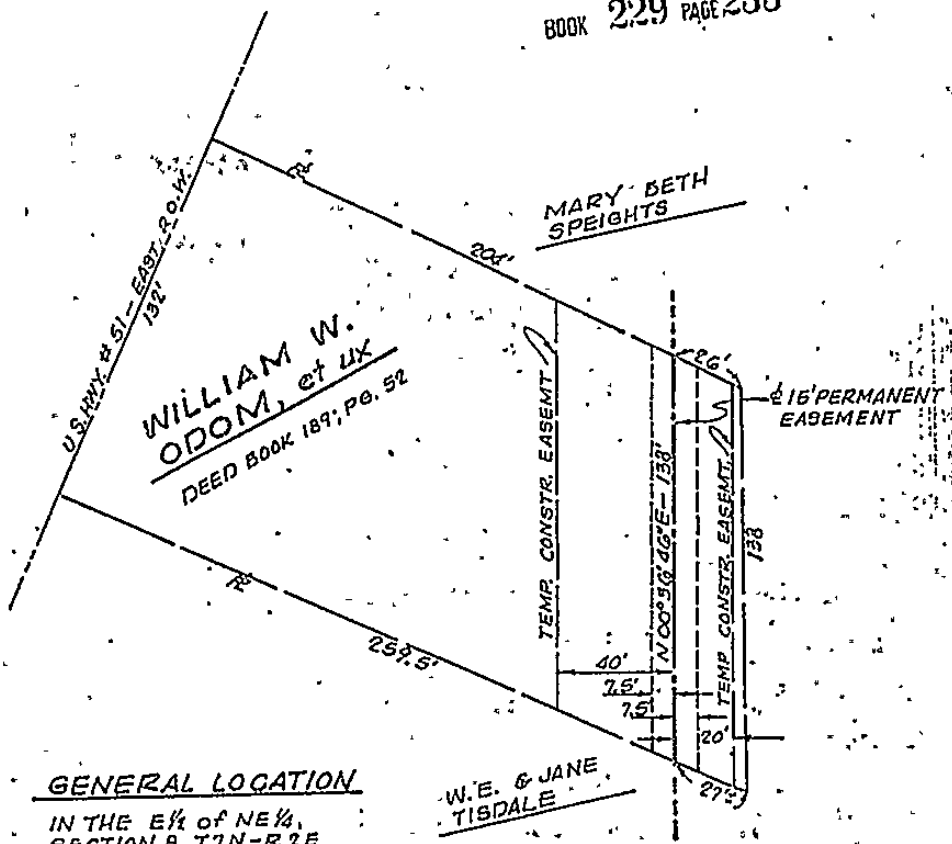 BOOK 229 PAGE
MARY BETH
SPEIGHTS
204'
U.S. HWY. # 51 - EAST R.O.W.
132'
WILLIAM W.
ODOM, et ux
DEED BOOK 189; PG. 52
26'
PERMANENT
EASEMENT
TEMP. CONSTR. EASEMT.
N 00° 36' 46" E - 138'
TEMP CONSTR. EASEMT.
138
259.5'
40'
7.5'
7.5'
20'
27.5
GENERAL LOCATION
IN THE E½ of NE¼,
W.E. & JANE
TISDALE